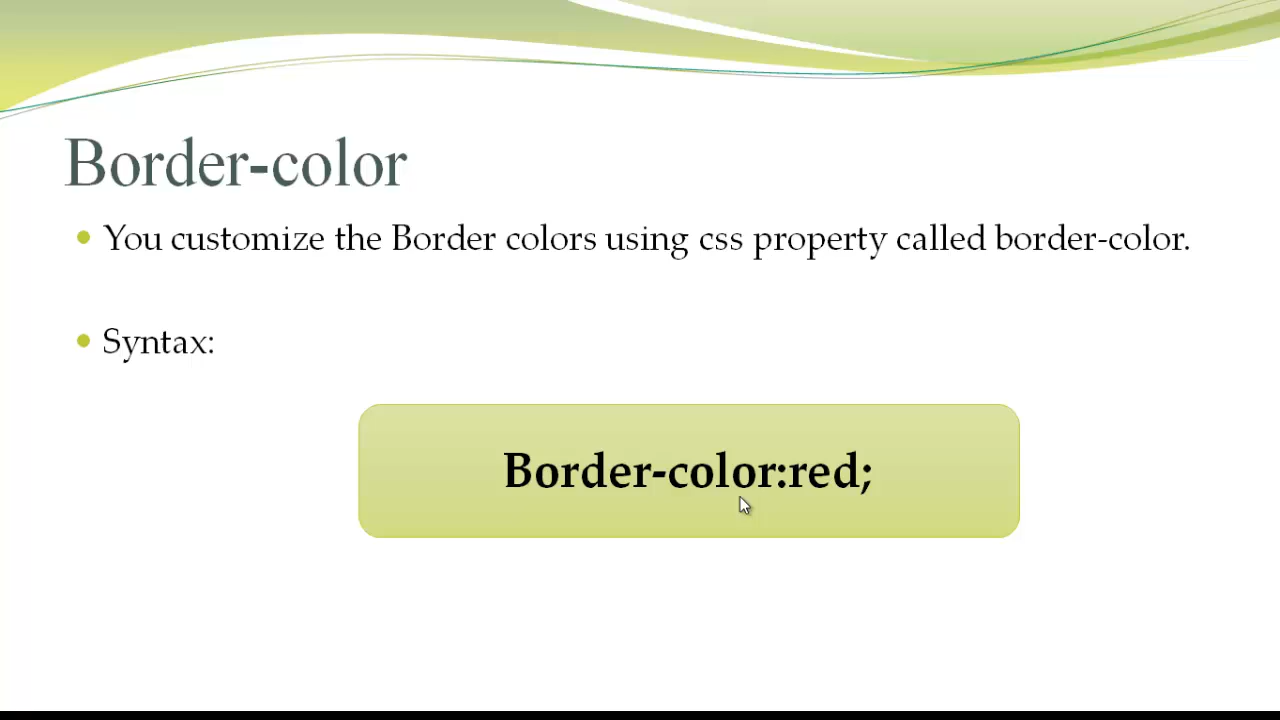 Border-color
You customize the Border colors using css property called border-color.
Syntax:
Border-color:red;